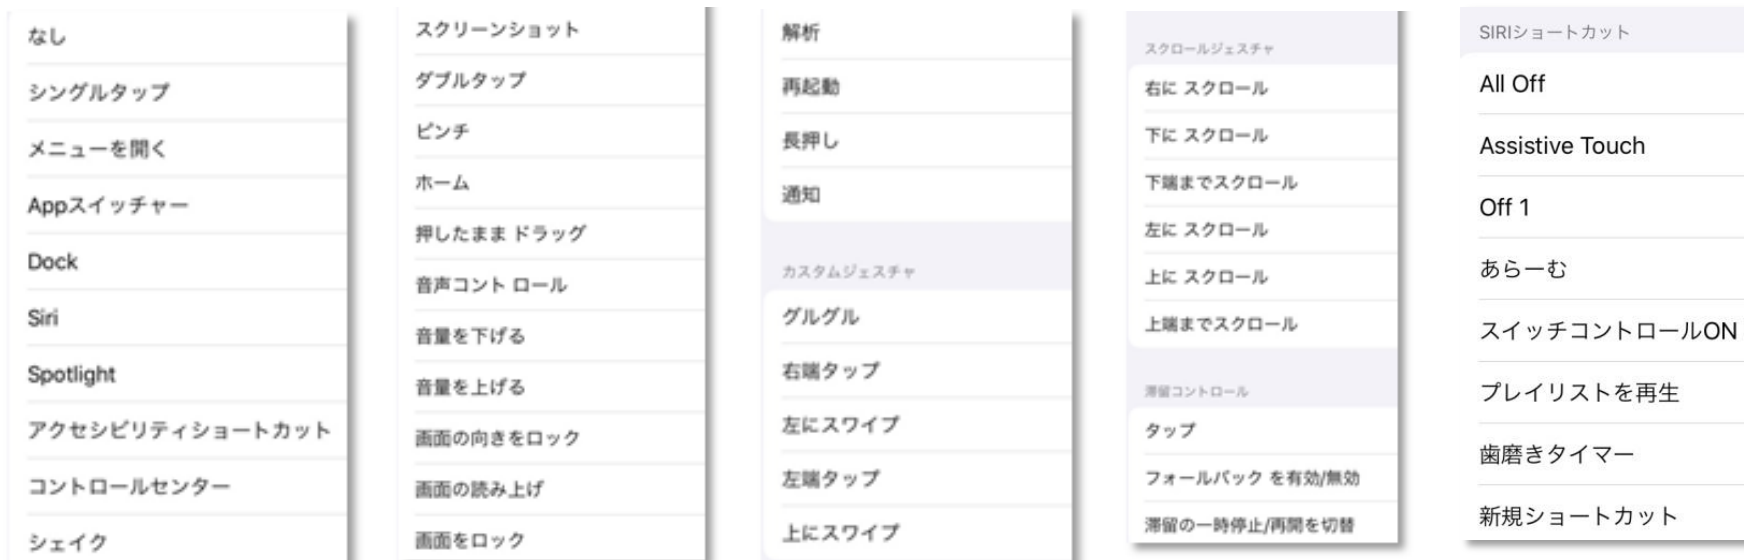 なし
シングルタップ
メニューを開く
Appスイッチャー
Dock
Siri
Spotlight
アクセシビリティショートカット
コントロールセンター
シェイク
スクリーンショット
ダブルタップ
ピンチ
ホーム
押したまま ドラッグ
音声コント ロール
音量を下げる
音量を上げる
画面の向きをロック
画面の読み上げ
画面をロック
解析
再起動
長押し
通知
カスタムジェスチャ
グルグル
右端タップ
左にスワイプ
左端タップ
上にスワイプ
スクロールジェスチャ
右に スクロール
下に スクロール
下端までスクロール
左に スクロール
上に スクロール
上端までスクロール
滞留コントロール
タップ
フォールバック を有効/無効
滞留の一時停止/再開を切替
SIRIショートカット
All Off
Assistive Touch
Off 1
あらーむ
スイッチコントロールON
プレイリストを再生
歯磨きタイマー
新規ショートカット